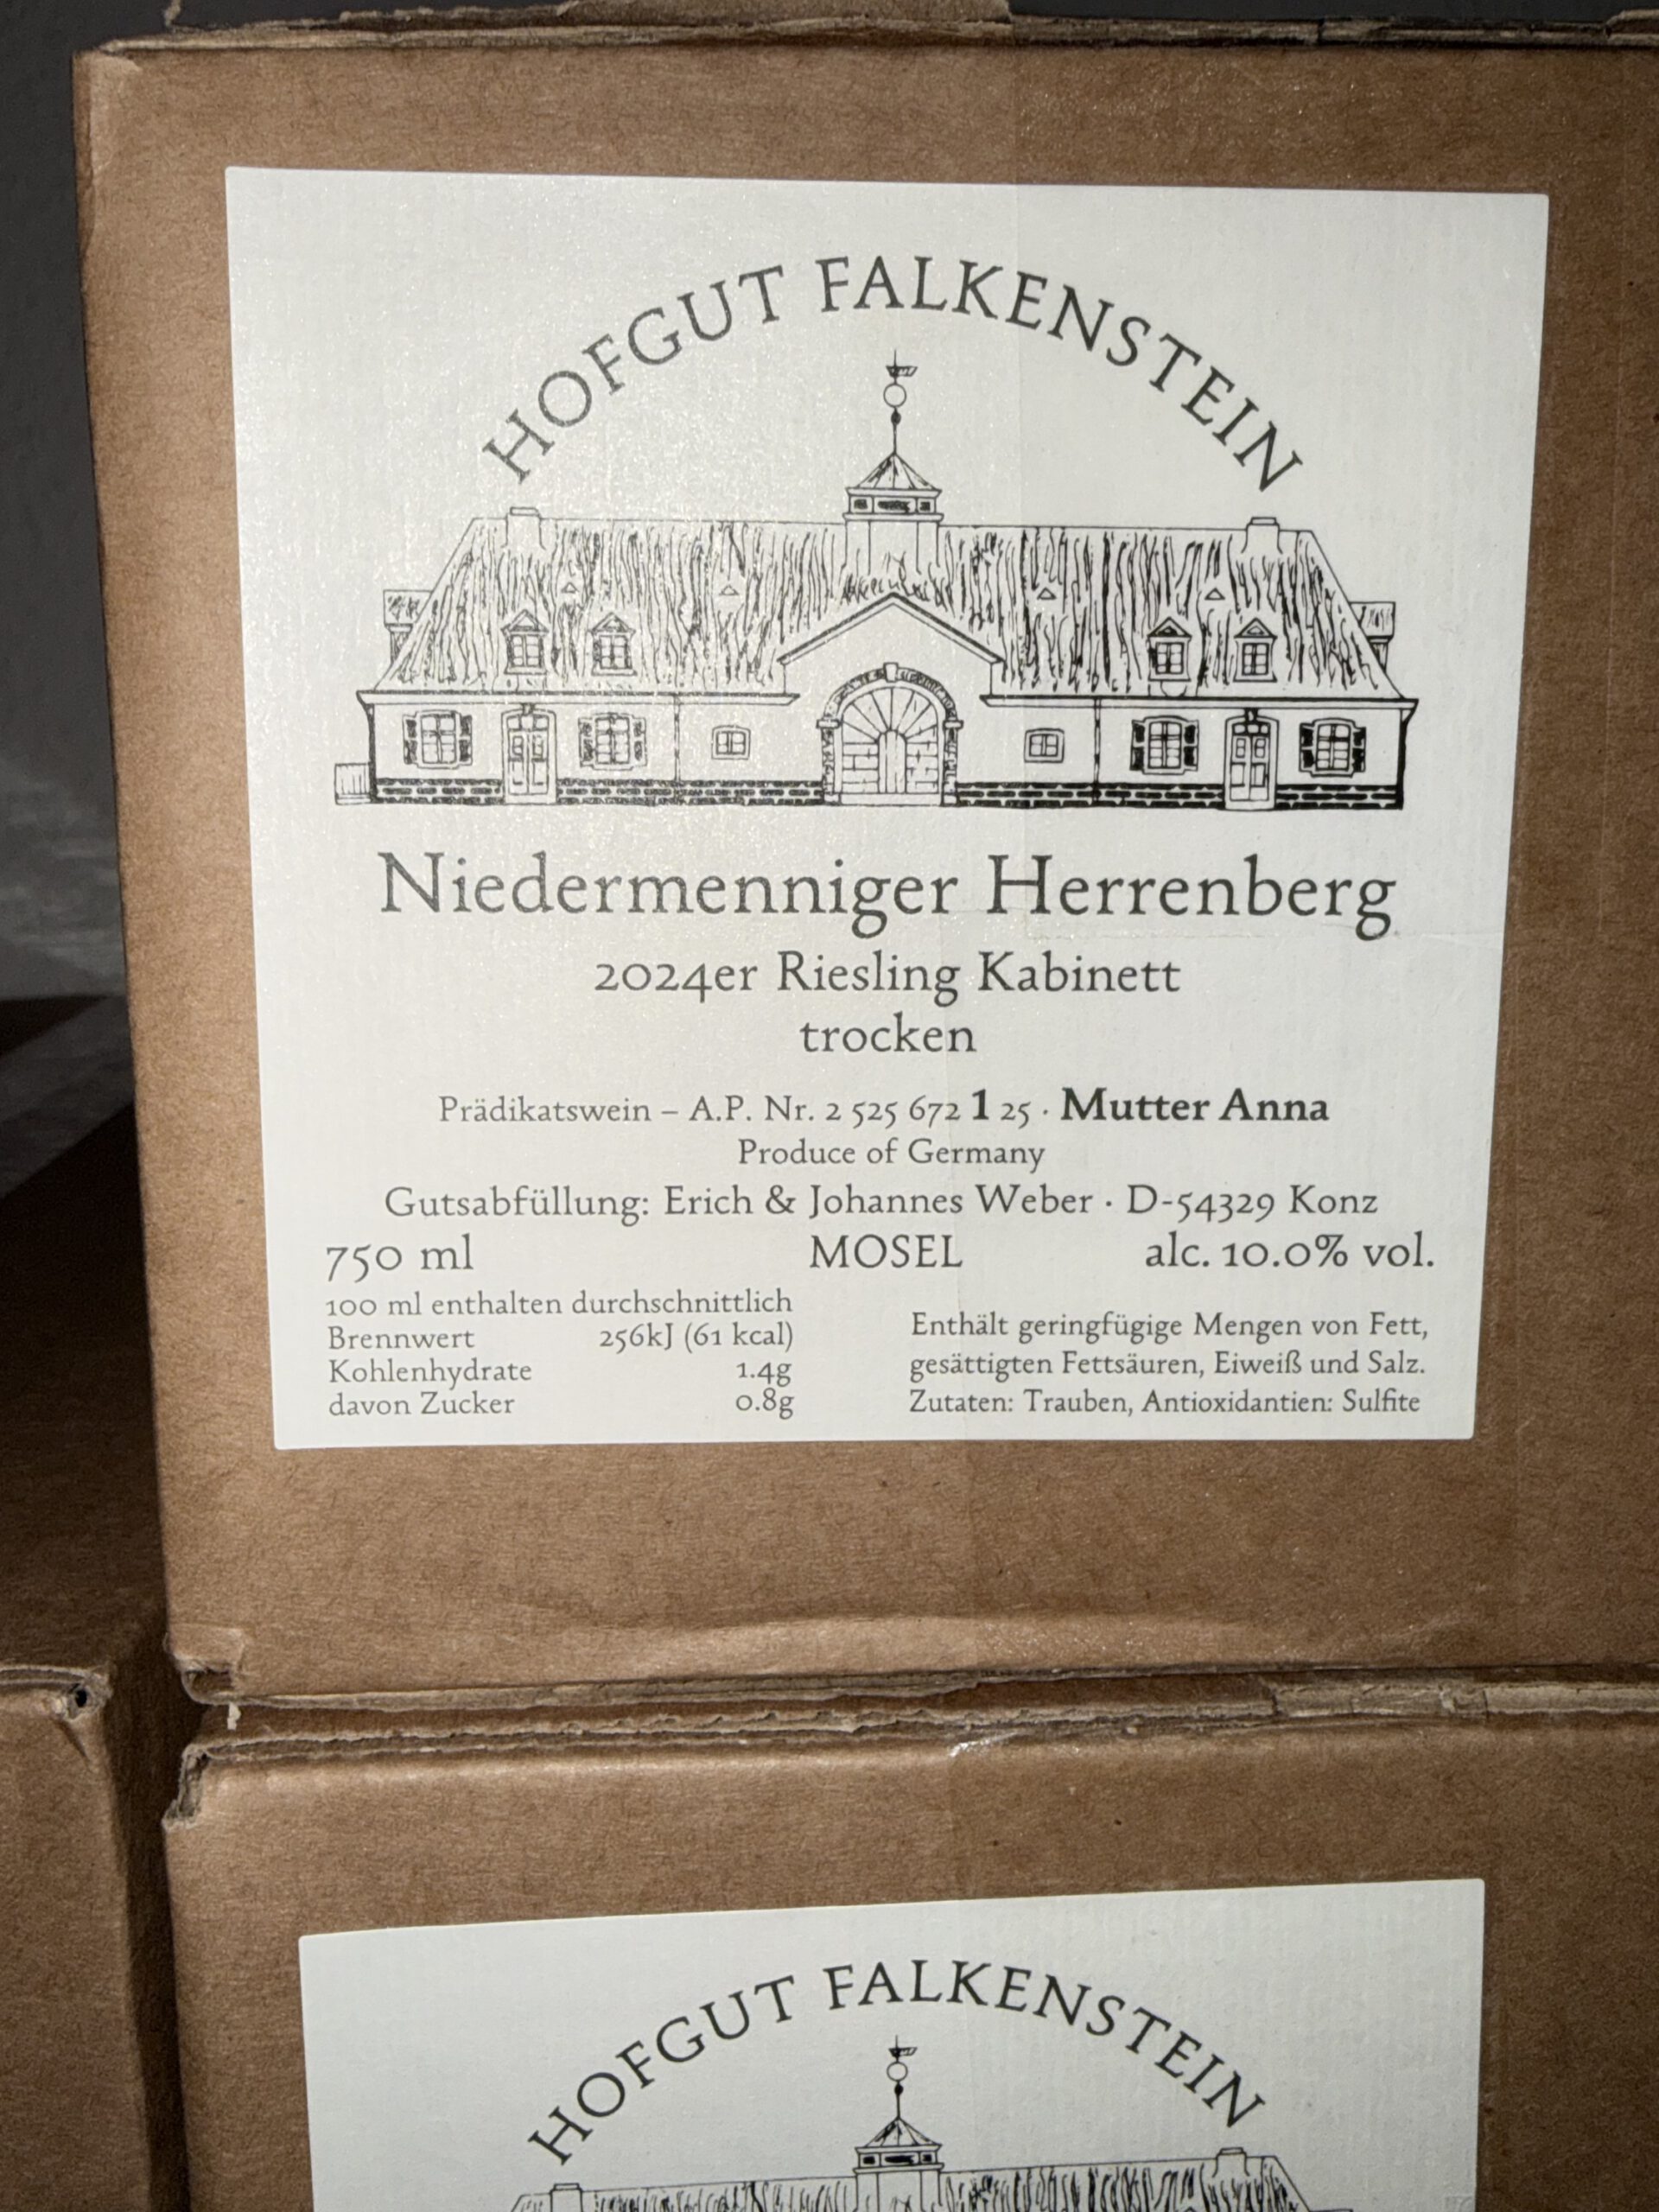 HOFGUT FALKENSTEIN
Niedermenniger Herrenberg
2024er Riesling Kabinett
trocken
Prädikatswein – A.P. Nr. 2 525 672 1 25 · Mutter Anna
Produce of Germany
Gutsabfüllung: Erich & Johannes Weber · D-54329 Konz
750 ml MOSEL alc. 10.0% vol.
100 ml enthalten durchschnittlich
Brennwert 256kJ (61 kcal)
Kohlenhydrate 1.4g
davon Zucker 0.8g
Enthält geringfügige Mengen von Fett,
gesättigten Fettsäuren, Eiweiß und Salz.
Zutaten: Trauben, Antioxidantien: Sulfite
HOFGUT FALKENSTEIN